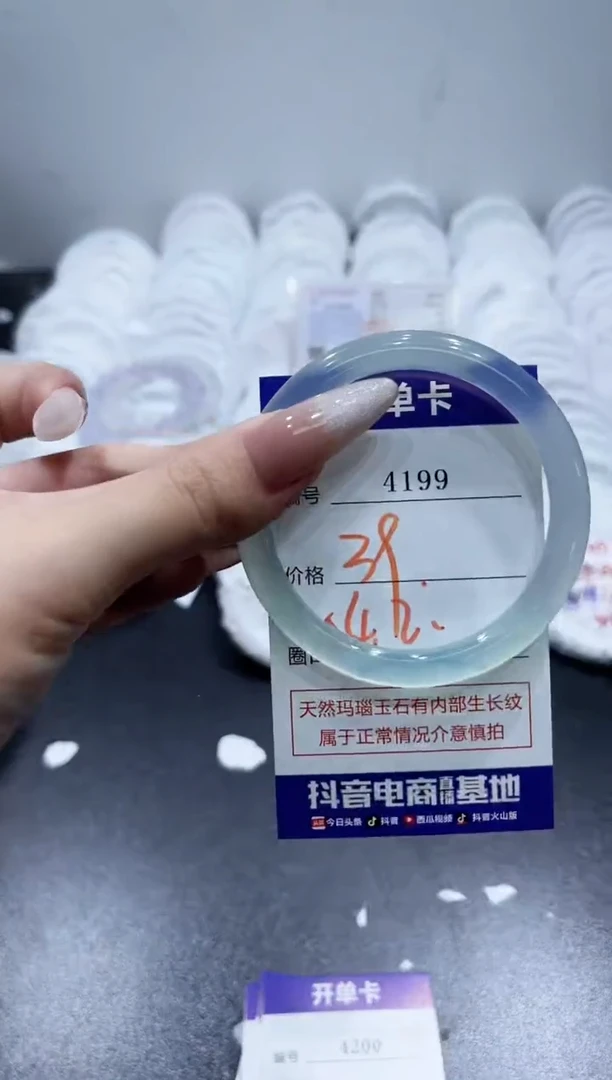 单卡
编号 4199
价格 39
圈口
天然玛瑙玉石有内部生长纹
属于正常情况介意慎拍
抖音电商直播基地
今日头条 抖音 西瓜视频 抖音火山版
开单卡
编号 4200